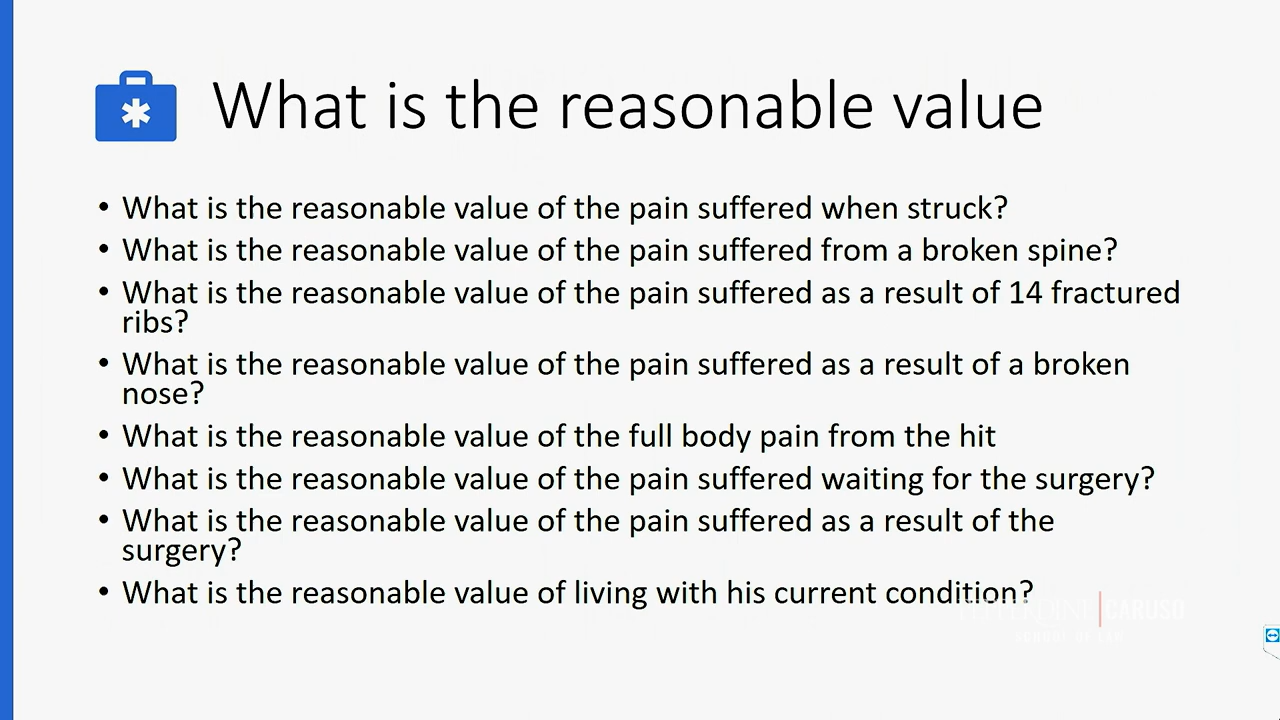 What is the reasonable value
• What is the reasonable value of the pain suffered when struck?
• What is the reasonable value of the pain suffered from a broken spine?
• What is the reasonable value of the pain suffered as a result of 14 fractured
ribs?
• What is the reasonable value of the pain suffered as a result of a broken
nose?
• What is the reasonable value of the full body pain from the hit
• What is the reasonable value of the pain suffered waiting for the surgery?
• What is the reasonable value of the pain suffered as a result of the
surgery?
• What is the reasonable value of living with his current condition?
CARUSO
SCHOOL OF LAW